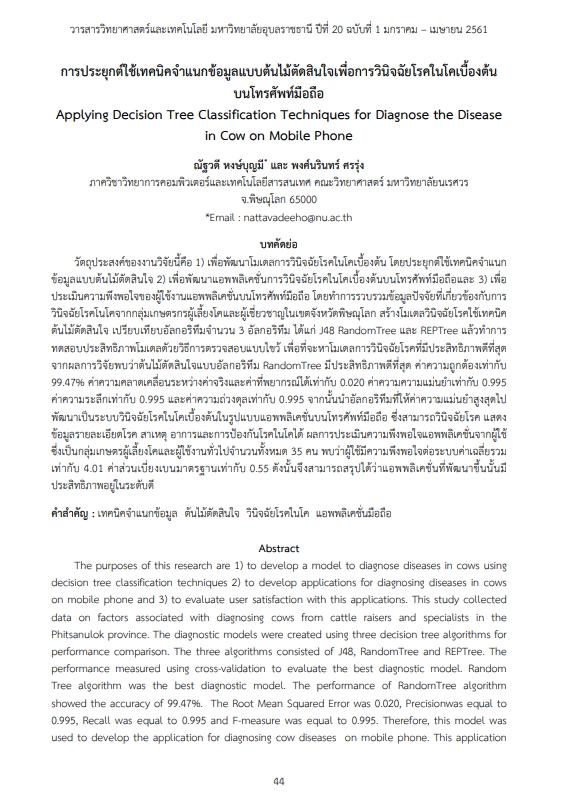 วารสารวิทยาศาสตร์และเทคโนโลยี มหาวิทยาลัยอุบลราชธานี ปีที่ 20 ฉบับที่ 1 มกราคม – เมษายน 2561
การประยุกต์ใช้เทคนิคจำแนกข้อมูลแบบต้นไม้ตัดสินใจเพื่อการวินิจฉัยโรคในโคเบื้องต้น
บนโทรศัพท์มือถือ
Applying Decision Tree Classification Techniques for Diagnose the Disease
in Cow on Mobile Phone
ณัฐวดี หงษ์บุญมี* และ พงศ์นรินทร์ ศรรุ่ง
ภาควิชาวิทยาการคอมพิวเตอร์และเทคโนโลยีสารสนเทศ คณะวิทยาศาสตร์ มหาวิทยาลัยนเรศวร
จ.พิษณุโลก 65000
*Email : nattavadeeho@nu.ac.th
บทคัดย่อ
วัตถุประสงค์ของงานวิจัยนี้คือ 1) เพื่อพัฒนาโมเดลการวินิจฉัยโรคในโคเบื้องต้น โดยประยุกต์ใช้เทคนิคจำแนก
ข้อมูลแบบต้นไม้ตัดสินใจ 2) เพื่อพัฒนาแอพพลิเคชั่นการวินิจฉัยโรคในโคเบื้องต้นบนโทรศัพท์มือถือและ 3) เพื่อ
ประเมินความพึงพอใจของผู้ใช้งานแอพพลิเคชั่นบนโทรศัพท์มือถือ โดยทำการรวบรวมข้อมูลปัจจัยที่เกี่ยวข้องกับการ
วินิจฉัยโรคในโคจากกลุ่มเกษตรกรผู้เลี้ยงโคและผู้เชี่ยวชาญในเขตจังหวัดพิษณุโลก สร้างโมเดลวินิจฉัยโรคใช้เทคนิค
ต้นไม้ตัดสินใจ เปรียบเทียบอัลกอริทึมจำนวน 3 อัลกอริทึม ได้แก่ J48 RandomTree และ REPTree แล้วทำการ
ทดสอบประสิทธิภาพโมเดลด้วยวิธีการตรวจสอบแบบไขว้ เพื่อที่จะหาโมเดลการวินิจฉัยโรคที่มีประสิทธิภาพดีที่สุด
จากผลการวิจัยพบว่าต้นไม้ตัดสินใจแบบอัลกอริทึม RandomTree มีประสิทธิภาพดีที่สุด ค่าความถูกต้องเท่ากับ
99.47% ค่าความคลาดเคลื่อนระหว่างค่าจริงและค่าที่พยากรณ์ได้เท่ากับ 0.020 ค่าความความแม่นยำเท่ากับ 0.995
ค่าความระลึกเท่ากับ 0.995 และค่าความถ่วงดุลเท่ากับ 0.995 จากนั้นนำอัลกอริทึมที่ให้ค่าความแม่นยำสูงสุดไป
พัฒนาเป็นระบบวินิจฉัยโรคในโคเบื้องต้นในรูปแบบแอพพลิเคชั่นบนโทรศัพท์มือถือ ซึ่งสามารถวินิจฉัยโรค แสดง
ข้อมูลรายละเอียดโรค สาเหตุ อาการและการป้องกันโรคในโคได้ ผลการประเมินความพึงพอใจแอพพลิเคชั่นจากผู้ใช้
ซึ่งเป็นกลุ่มเกษตรผู้เลี้ยงโคและผู้ใช้งานทั่วไปจำนวนทั้งหมด 35 คน พบว่าผู้ใช้มีความพึงพอใจต่อระบบค่าเฉลี่ยรวม
เท่ากับ 4.01 ค่าส่วนเบี่ยงเบนมาตรฐานเท่ากับ 0.55 ดังนั้นจึงสามารถสรุปได้ว่าแอพพลิเคชั่นที่พัฒนาขึ้นนั้นมี
ประสิทธิภาพอยู่ในระดับดี
คำสำคัญ : เทคนิคจำแนกข้อมูล ต้นไม้ตัดสินใจ วินิจฉัยโรคในโค แอพพลิเคชั่นมือถือ
Abstract
The purposes of this research are 1) to develop a model to diagnose diseases in cows using
decision tree classification techniques 2) to develop applications for diagnosing diseases in cows
on mobile phone and 3) to evaluate user satisfaction with this applications. This study collected
data on factors associated with diagnosing cows from cattle raisers and specialists in the
Phitsanulok province. The diagnostic models were created using three decision tree algorithms for
performance comparison. The three algorithms consisted of J48, RandomTree and REPTree. The
performance measured using cross-validation to evaluate the best diagnostic model. Random
Tree algorithm was the best diagnostic model. The performance of RandomTree algorithm
showed the accuracy of 99.47%. The Root Mean Squared Error was 0.020, Precisionwas equal to
0.995, Recall was equal to 0.995 and F-measure was equal to 0.995. Therefore, this model was
used to develop the application for diagnosing cow diseases on mobile phone. This application
44